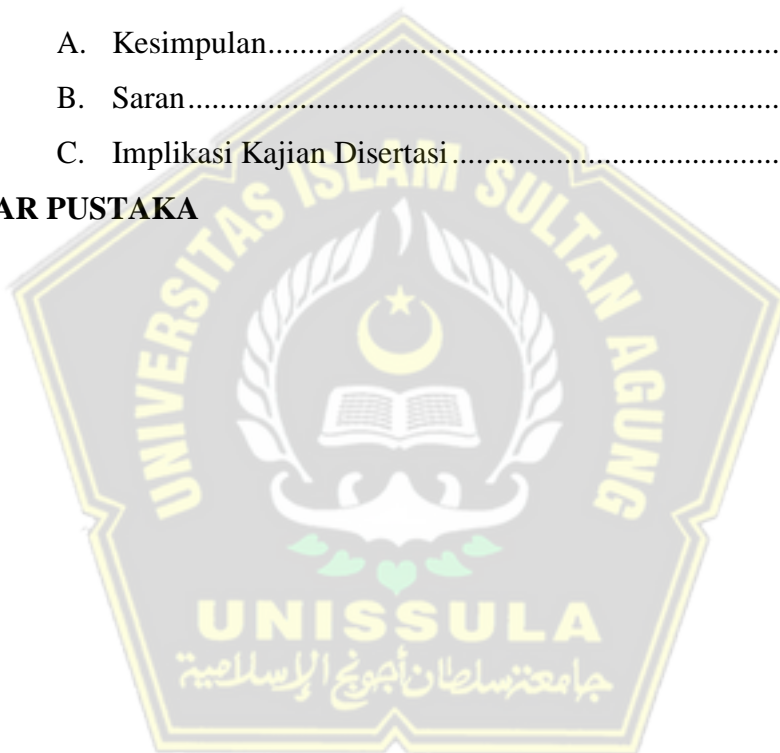 A. Kesimpulan
B. Saran
C. Implikasi Kajian Disertasi
AR PUSTAKA
UNIVERSITAS ISLAM SULTAN AGUNG
UNISSULA
جامعة سلطان أجونج الإسلامية